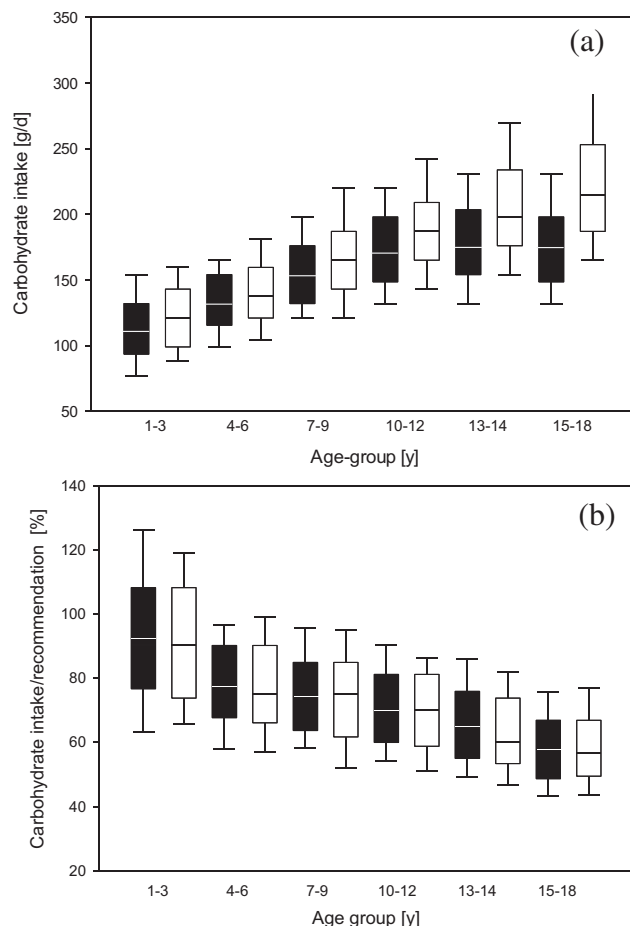 350
(a)
300
250
200
150
100
50
Carbohydrate intake [g/d]
1-3 4-6 7-9 10-12 13-14 15-18
Age-group [y]
140
(b)
120
100
80
60
40
20
Carbohydrate intake/recommendation [%]
1-3 4-6 7-9 10-12 13-14 15-18
Age group [y]